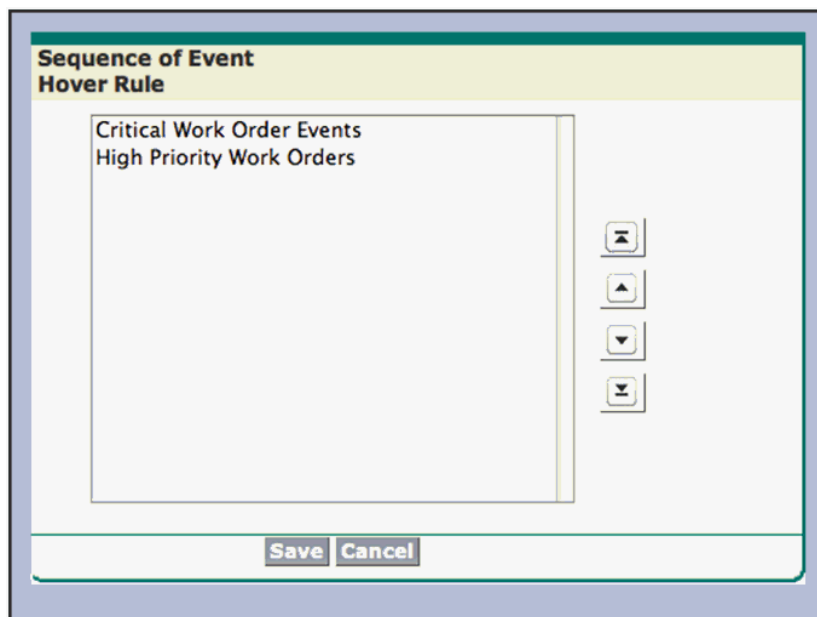 Sequence of Event
Hover Rule
Critical Work Order Events
High Priority Work Orders
Save Cancel